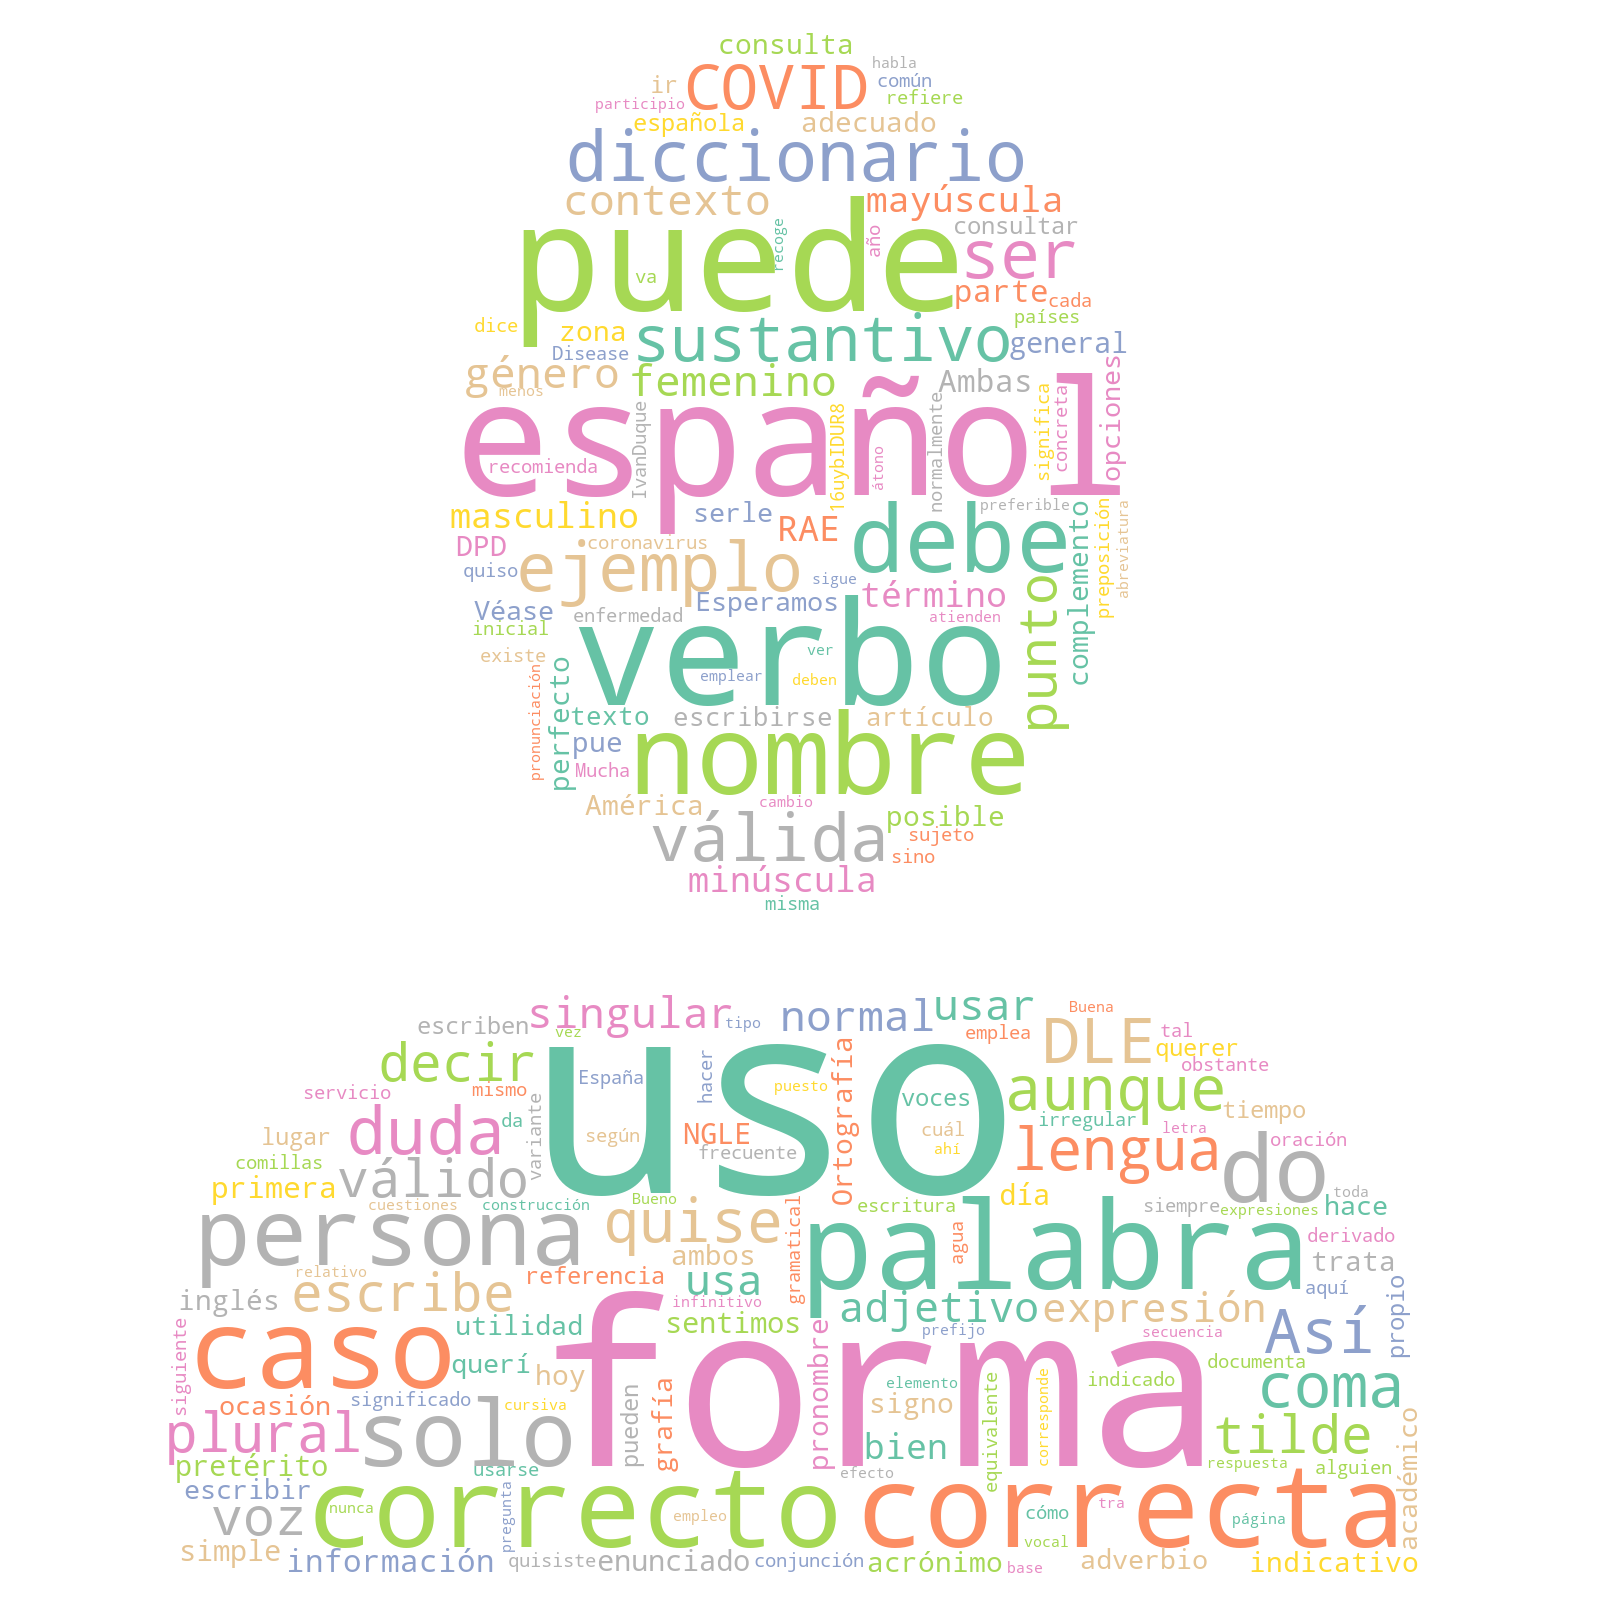 consulta
habla
COVID
ir
común
participio
refiere
española
adecuado
diccionario
contexto
mayúscula
puede
recoge
año
consultar
ser
va
parte
cada
dice
zona
países
Disease
sustantivo
general
género
menos
femenino
Ambas
español
IvanDuque
16uybIDUR8
átono
normalmente
significa
concreta
opciones
recomienda
masculino
serle
RAE
preferible
debe
complemento
preposición
abreviatura
DPD
coronavirus
quiso
ejemplo
sigue
Véase
Esperamos
término
punto
inicial
enfermedad
atienden
existe
verbo
ver
emplear
deben
pronunciación
perfecto
texto
escribirse
artículo
pue
nombre
Mucha
América
cambio
posible
válida
sujeto
sino
minúscula
misma
escriben
singular
tipo
normal
usar
Buena
vez
emplea
DLE
tal
querer
decir
uso
España
hacer
puesto
Ortografía
voces
aunque
obstante
servicio
mismo
variante
tiempo
lugar
duda
da
según
NGLE
cuál
irregular
letra
oración
comillas
frecuente
ahí
lengua
do
primera
válido
Bueno
día
toda
cuestiones
construcción
escritura
siempre
expresiones
hace
persona
quise
gramatical
palabra
agua
derivado
ambos
relativo
referencia
trata
inglés
escribe
usa
infinitivo
adjetivo
expresión
aquí
propio
siguiente
utilidad
sentimos
pronombre
prefijo
secuencia
Así
caso
querí
hoy
forma
elemento
documenta
ocasión
significado
cursiva
pueden
grafía
signo
equivalente
corresponde
indicado
coma
plural
solo
bien
tilde
académico
pretérito
usarse
efecto
respuesta
alguien
escribir
voz
nunca
correcto
pregunta
empleo
correcta
cómo
tra
página
simple
información
quisiste
enunciado
conjunción
acrónimo
vocal
base
adverbio
indicativo